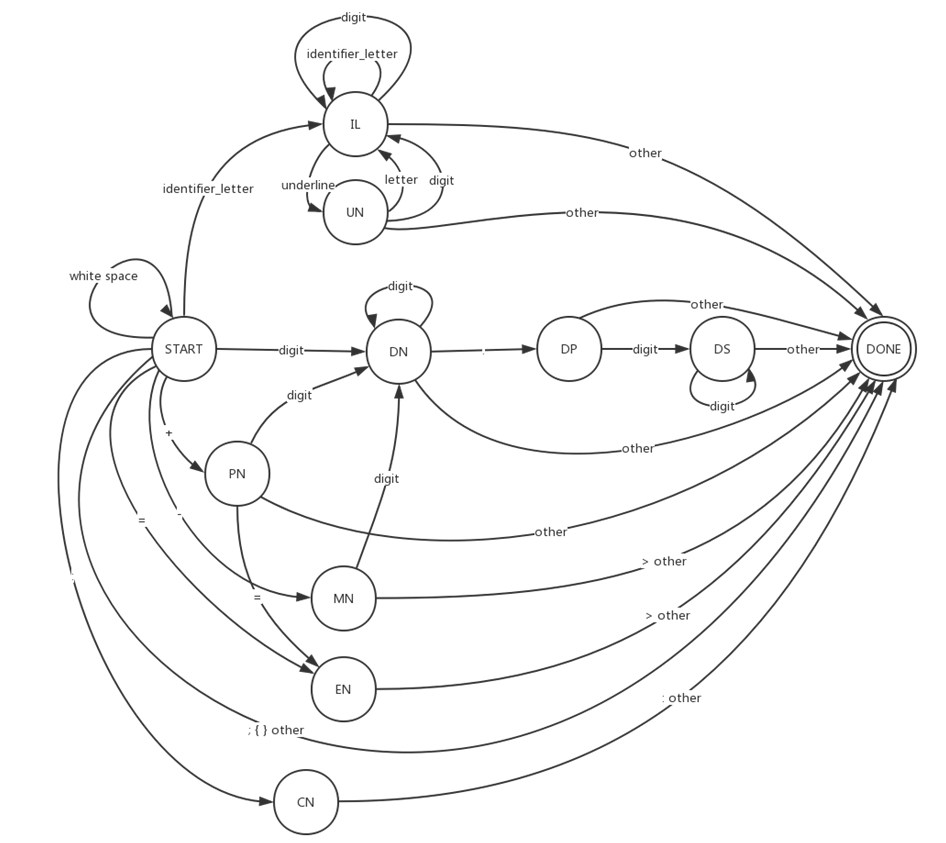 digit
identifier_letter
IL
other
identifier_letter
underline
letter
digit
UN
other
white space
digit
other
START
digit
DN
.
DP
digit
DS
other
DONE
digit
digit
+
other
PN
digit
=
-
other
> other
=
MN
> other
EN
: other
; { } other
CN